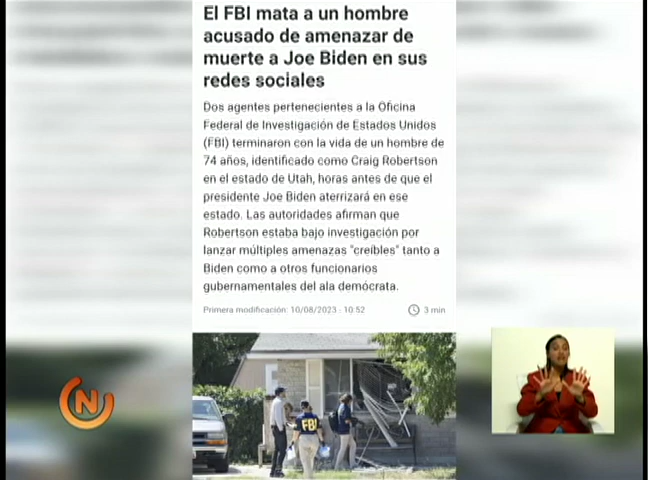 El FBI mata a un hombre
acusado de amenazar de
muerte a Joe Biden en sus
redes sociales
Dos agentes pertenecientes a la Oficina
Federal de Investigación de Estados Unidos
(FBI) terminaron con la vida de un hombre de
74 años, identificado como Craig Robertson
en el estado de Utah, horas antes de que el
presidente Joe Biden aterrizará en ese
estado. Las autoridades afirman que
Robertson estaba bajo investigación por
lanzar múltiples amenazas "creíbles" tanto a
Biden como a otros funcionarios
gubernamentales del ala demócrata.
Primera modificación: 10/08/2023 : 10:52
3 min
FBI
N